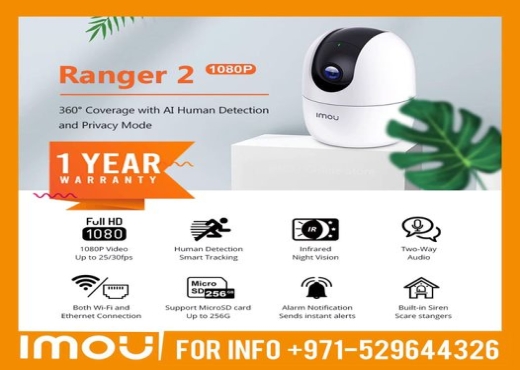 Ranger 2 1080P
360° Coverage with AI Human Detection
and Privacy Mode
imou
1 YEAR
WARRANTY
Full HD
1080
1080P Video
Up to 25/30fps
Human Detection
Smart Tracking
IR
Infrared
Night Vision
Two-Way
Audio
Both Wi-Fi and
Ethernet Connection
Micro
SD 256GB
Support MicroSD card
Up to 256G
Alarm Notification
Sends instant alerts
Built-in Siren
Scare stangers
imou FOR INFO +971-529644326